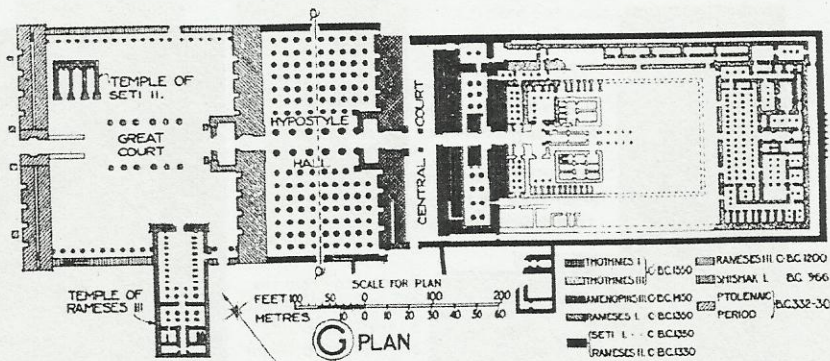 TEMPLE OF
SETI II.
GREAT
COURT
HYPOSTYLE
HALL
CENTRAL COURT
TEMPLE OF
RAMESES III
SCALE FOR PLAN
FEET 100 0 100 200
METRES 10 0 10 20 30 40 50 60
G PLAN
THOTHMES I
THOTHMES III
C·B.C.1550
AMENOPHIS III.C·B.C.1450
RAMESES I. C·B.C.1350
SETI I. - C B.C.1350
RAMESES II. C B.C.1330
RAMESES III C·B.C.1200
SHISHAK I. B.C. 966
PTOLEMAIC
PERIOD
B.C.332-30